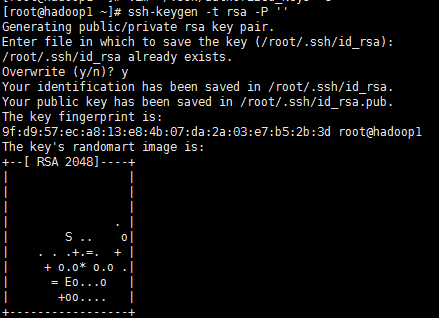 [root@hadoop1 ~]# ssh-keygen -t rsa -P ''
Generating public/private rsa key pair.
Enter file in which to save the key (/root/.ssh/id_rsa):
/root/.ssh/id_rsa already exists.
Overwrite (y/n)? y
Your identification has been saved in /root/.ssh/id_rsa.
Your public key has been saved in /root/.ssh/id_rsa.pub.
The key fingerprint is:
9f:d9:57:ec:a8:13:e8:4b:07:da:2a:03:e7:b5:2b:3d root@hadoop1
The key's randomart image is:
+--[ RSA 2048]----+
|                 |
|                 |
|                 |
|               . |
|        S ..    o|
|    . . .+.=.  + |
|     + o.o* o.o .|
|      = Eo...o   |
|       +oo....   |
+-----------------+